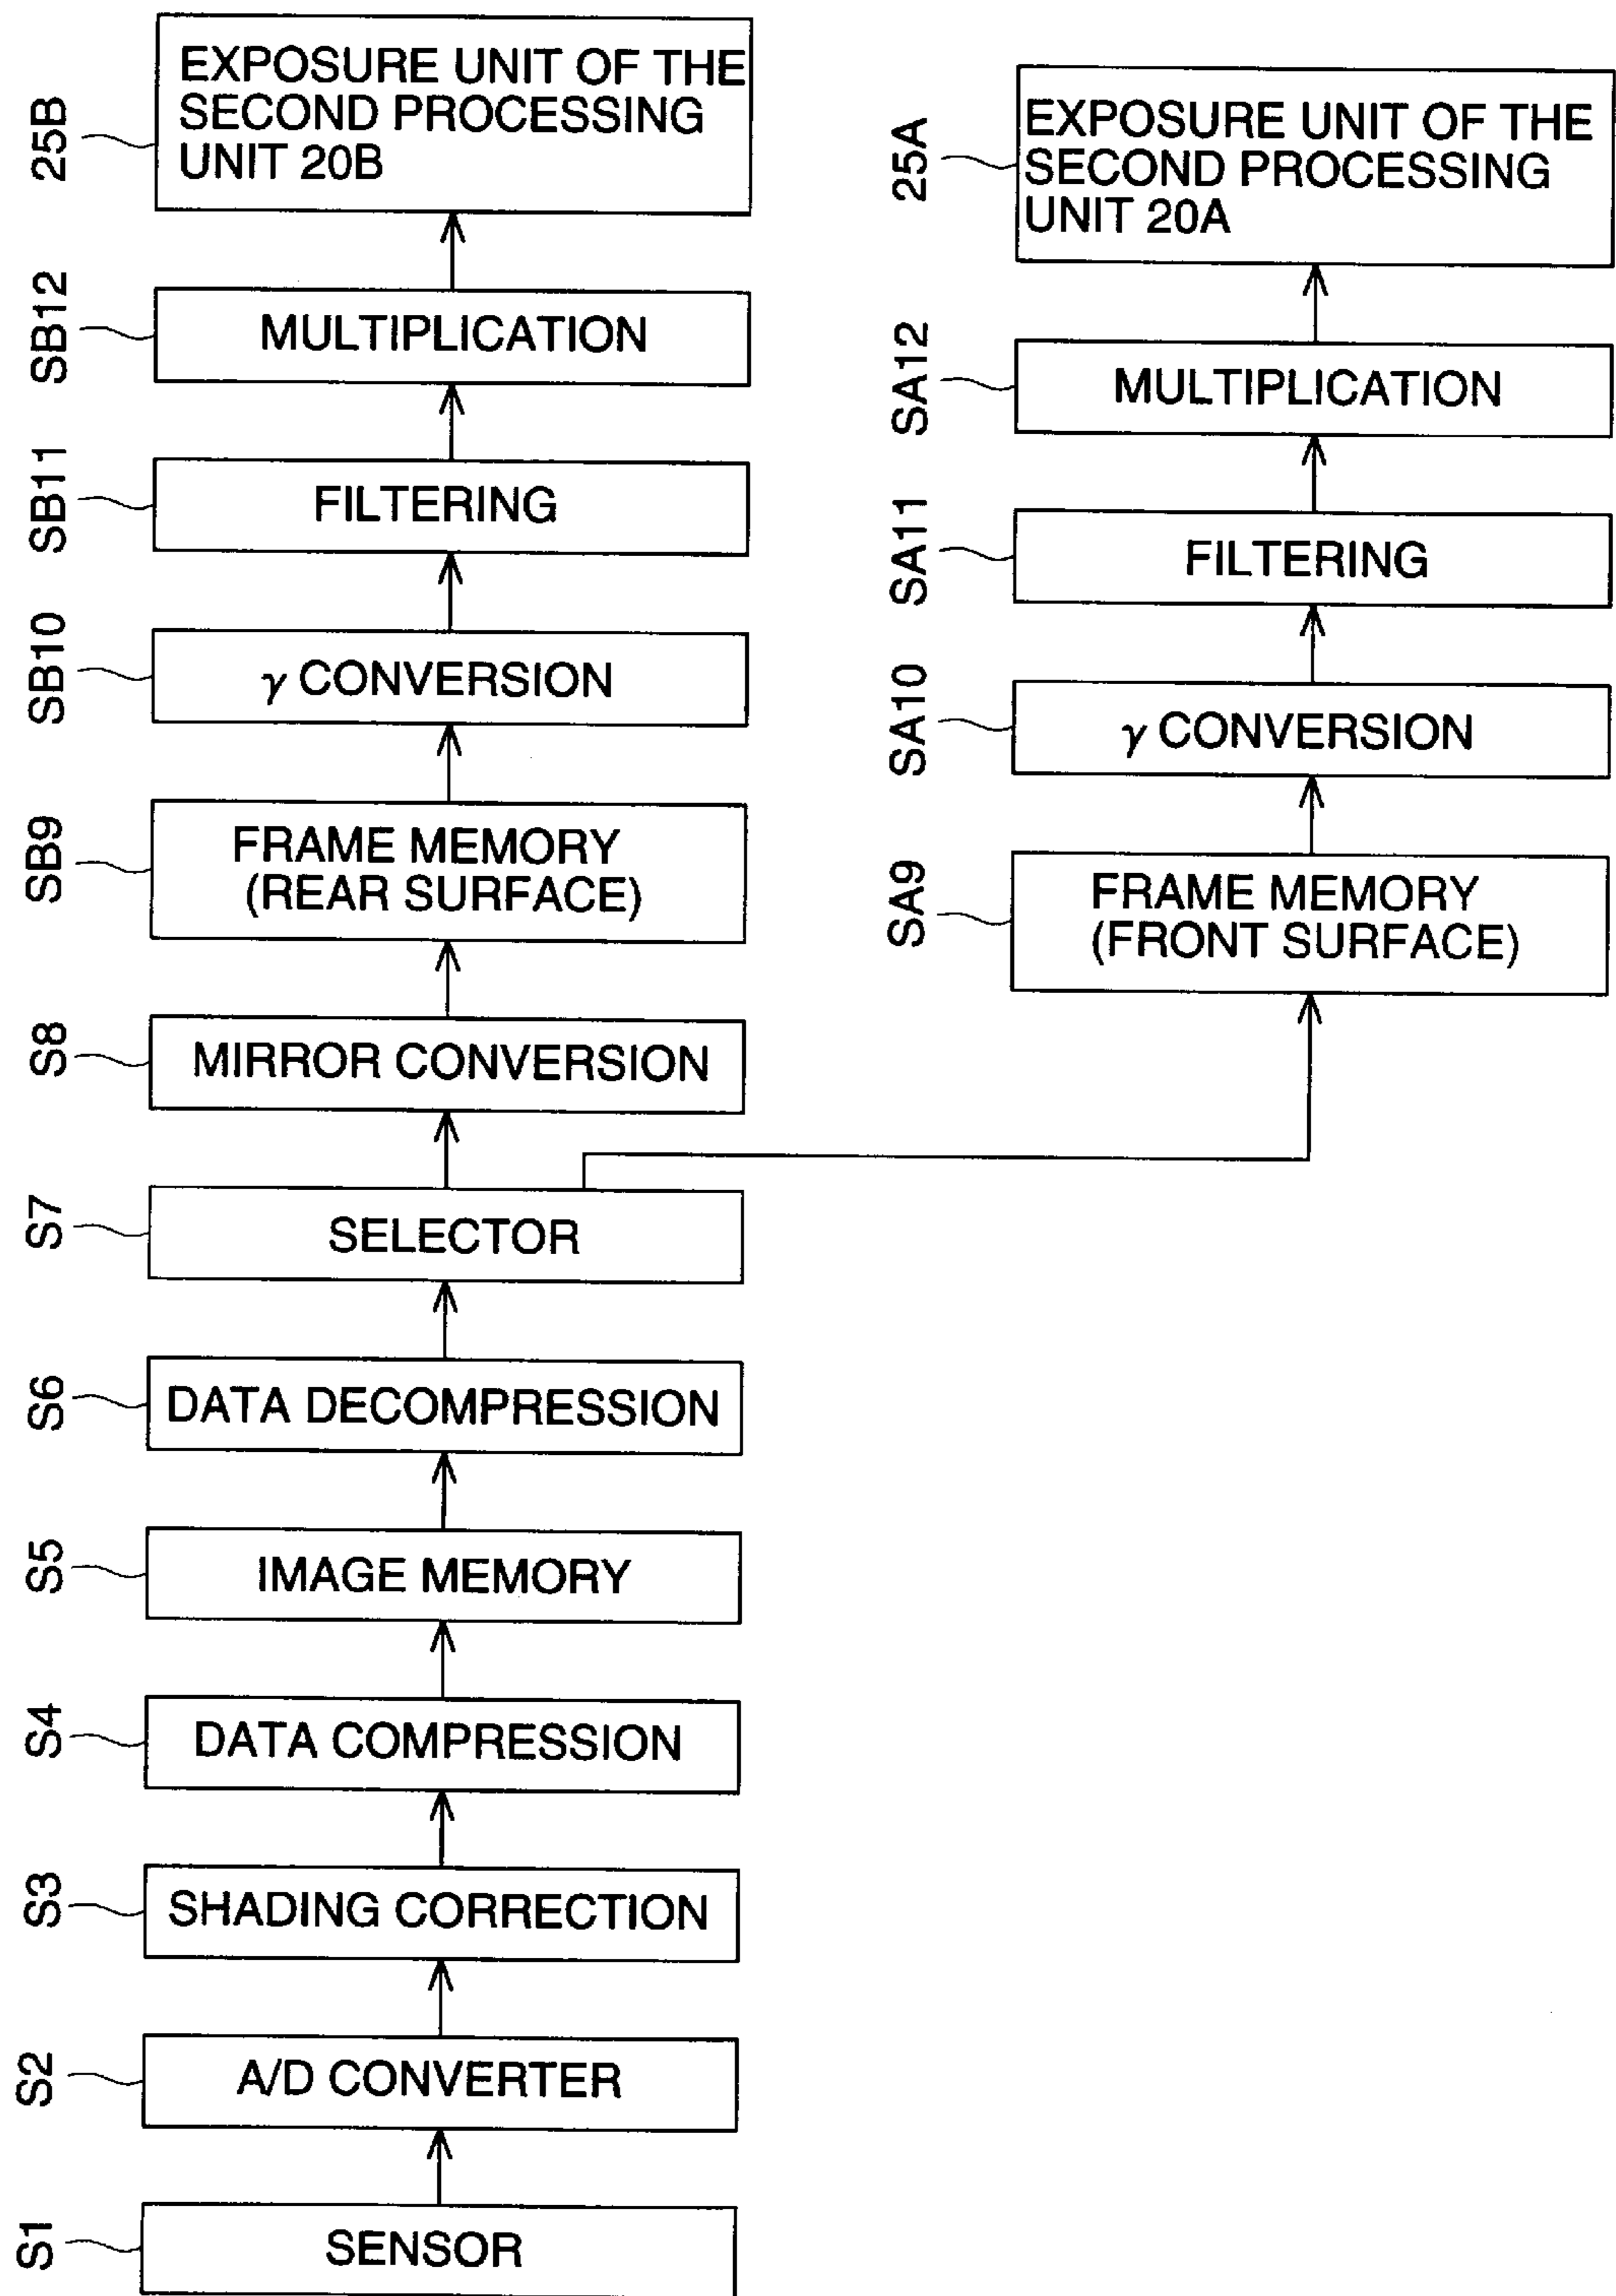 25B
EXPOSURE UNIT OF THE
SECOND PROCESSING
UNIT 20B
SB12
MULTIPLICATION
SB11
FILTERING
SB10
γ CONVERSION
SB9
FRAME MEMORY
(REAR SURFACE)
S8
MIRROR CONVERSION
S7
SELECTOR
S6
DATA DECOMPRESSION
S5
IMAGE MEMORY
S4
DATA COMPRESSION
S3
SHADING CORRECTION
S2
A/D CONVERTER
S1
SENSOR
25A
EXPOSURE UNIT OF THE
SECOND PROCESSING
UNIT 20A
SA12
MULTIPLICATION
SA11
FILTERING
SA10
γ CONVERSION
SA9
FRAME MEMORY
(FRONT SURFACE)